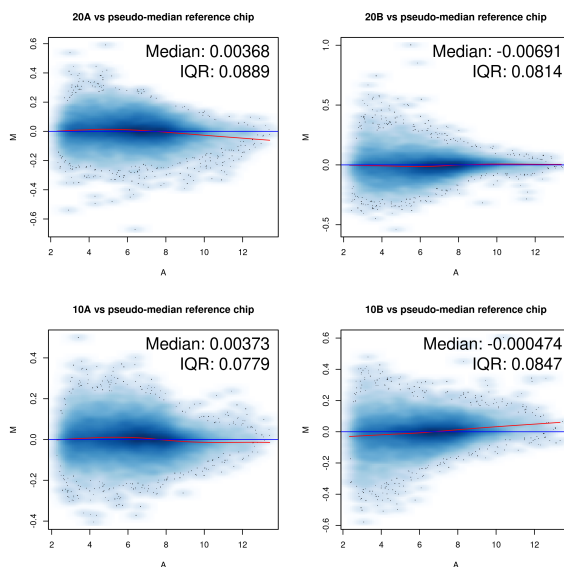 20A vs pseudo-median reference chip
Median: 0.00368
IQR: 0.0889
M
0.6
0.4
0.2
0.0
-0.2
-0.4
-0.6
2 4 6 8 10 12
A
20B vs pseudo-median reference chip
Median: -0.00691
IQR: 0.0814
M
1.0
0.5
0.0
-0.5
2 4 6 8 10 12
A
10A vs pseudo-median reference chip
Median: 0.00373
IQR: 0.0779
M
0.4
0.2
0.0
-0.2
-0.4
2 4 6 8 10 12
A
10B vs pseudo-median reference chip
Median: -0.000474
IQR: 0.0847
M
0.6
0.4
0.2
0.0
-0.2
-0.4
-0.6
2 4 6 8 10 12
A